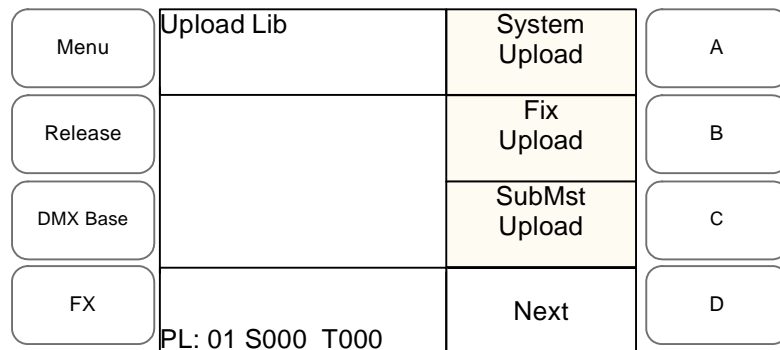 Menu
Upload Lib
System
Upload
A
Release
Fix
Upload
B
DMX Base
SubMst
Upload
C
FX
PL: 01 S000 T000
Next
D